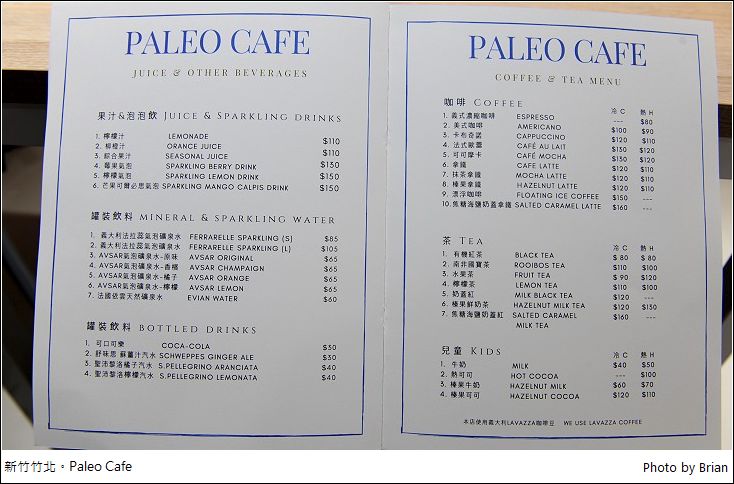 PALEO CAFE
JUICE & OTHER BEVERAGES
果汁&泡泡飲 JUICE & SPARKLING DRINKS
1. 檸檬汁 LEMONADE $110
2. 柳橙汁 ORANGE JUICE $110
3. 綜合果汁 SEASONAL JUICE $130
4. 莓果氣泡 SPARKLING BERRY DRINK $150
5. 檸檬氣泡 SPARKLING LEMON DRINK $150
6. 芒果可爾必思氣泡 SPARKLING MANGO CALPIS DRINK $150
罐裝飲料 MINERAL & SPARKLING WATER
1. 義大利法拉蕊氣泡礦泉水 FERRARELLE SPARKLING (S) $85
2. 義大利法拉蕊氣泡礦泉水 FERRARELLE SPARKLING (L) $105
3. AVSAR氣泡礦泉水-原味 AVSAR ORIGINAL $65
4. AVSAR氣泡礦泉水-香檳 AVSAR CHAMPAIGN $65
5. AVSAR氣泡礦泉水-橘子 AVSAR ORANGE $65
6. AVSAR氣泡礦泉水-檸檬 AVSAR LEMON $65
7. 法國依雲天然礦泉水 EVIAN WATER $60
罐裝飲料 BOTTLED DRINKS
1. 可口可樂 COCA-COLA $30
2. 舒味思 蘇薑汁汽水 SCHWEPPES GINGER ALE $30
3. 聖沛黎洛橘子汽水 S.PELLEGRINO ARANCIATA $40
4. 聖沛黎洛檸檬汽水 S.PELLEGRINO LEMONATA $40
PALEO CAFE
COFFEE & TEA MENU
咖啡 COFFEE 冷 C 熱 H
1. 義式濃縮咖啡 ESPRESSO --- $80
2. 美式咖啡 AMERICANO $100 $90
3. 卡布奇諾 CAPPUCCINO $120 $110
4. 法式歐蕾 CAFÉ AU LAIT $130 $120
5. 可可摩卡 CAFÉ MOCHA $130 $120
6. 拿鐵 CAFE LATTE $120 $110
7. 抹茶拿鐵 MOCHA LATTE $120 $110
8. 榛果拿鐵 HAZELNUT LATTE $120 $110
9. 漂浮咖啡 FLOATING ICE COFFEE $150 ---
10. 焦糖海鹽奶蓋拿鐵 SALTED CARAMEL LATTE $160 ---
茶 TEA 冷 C 熱 H
1. 有機紅茶 BLACK TEA $ 80 $ 80
2. 南非國寶茶 ROOIBOS TEA $110 $100
3. 水果茶 FRUIT TEA $ 90 $120
4. 檸檬茶 LEMON TEA $110 $100
5. 奶蓋紅 MILK BLACK TEA $120 ---
6. 榛果鮮奶茶 HAZELNUT MILK TEA $120 $130
7. 焦糖海鹽奶蓋紅 SALTED CARAMEL $160 ---
MILK TEA
兒童 KIDS 冷 C 熱 H
1. 牛奶 MILK $40 $50
2. 熱可可 HOT COCOA --- $100
3. 榛果牛奶 HAZELNUT MILK $60 $70
4. 榛果可可 HAZELNUT COCOA $120 $110
本店使用義大利LAVAZZA咖啡豆 WE USE LAVAZZA COFFEE
新竹竹北。Paleo Cafe
Photo by Brian